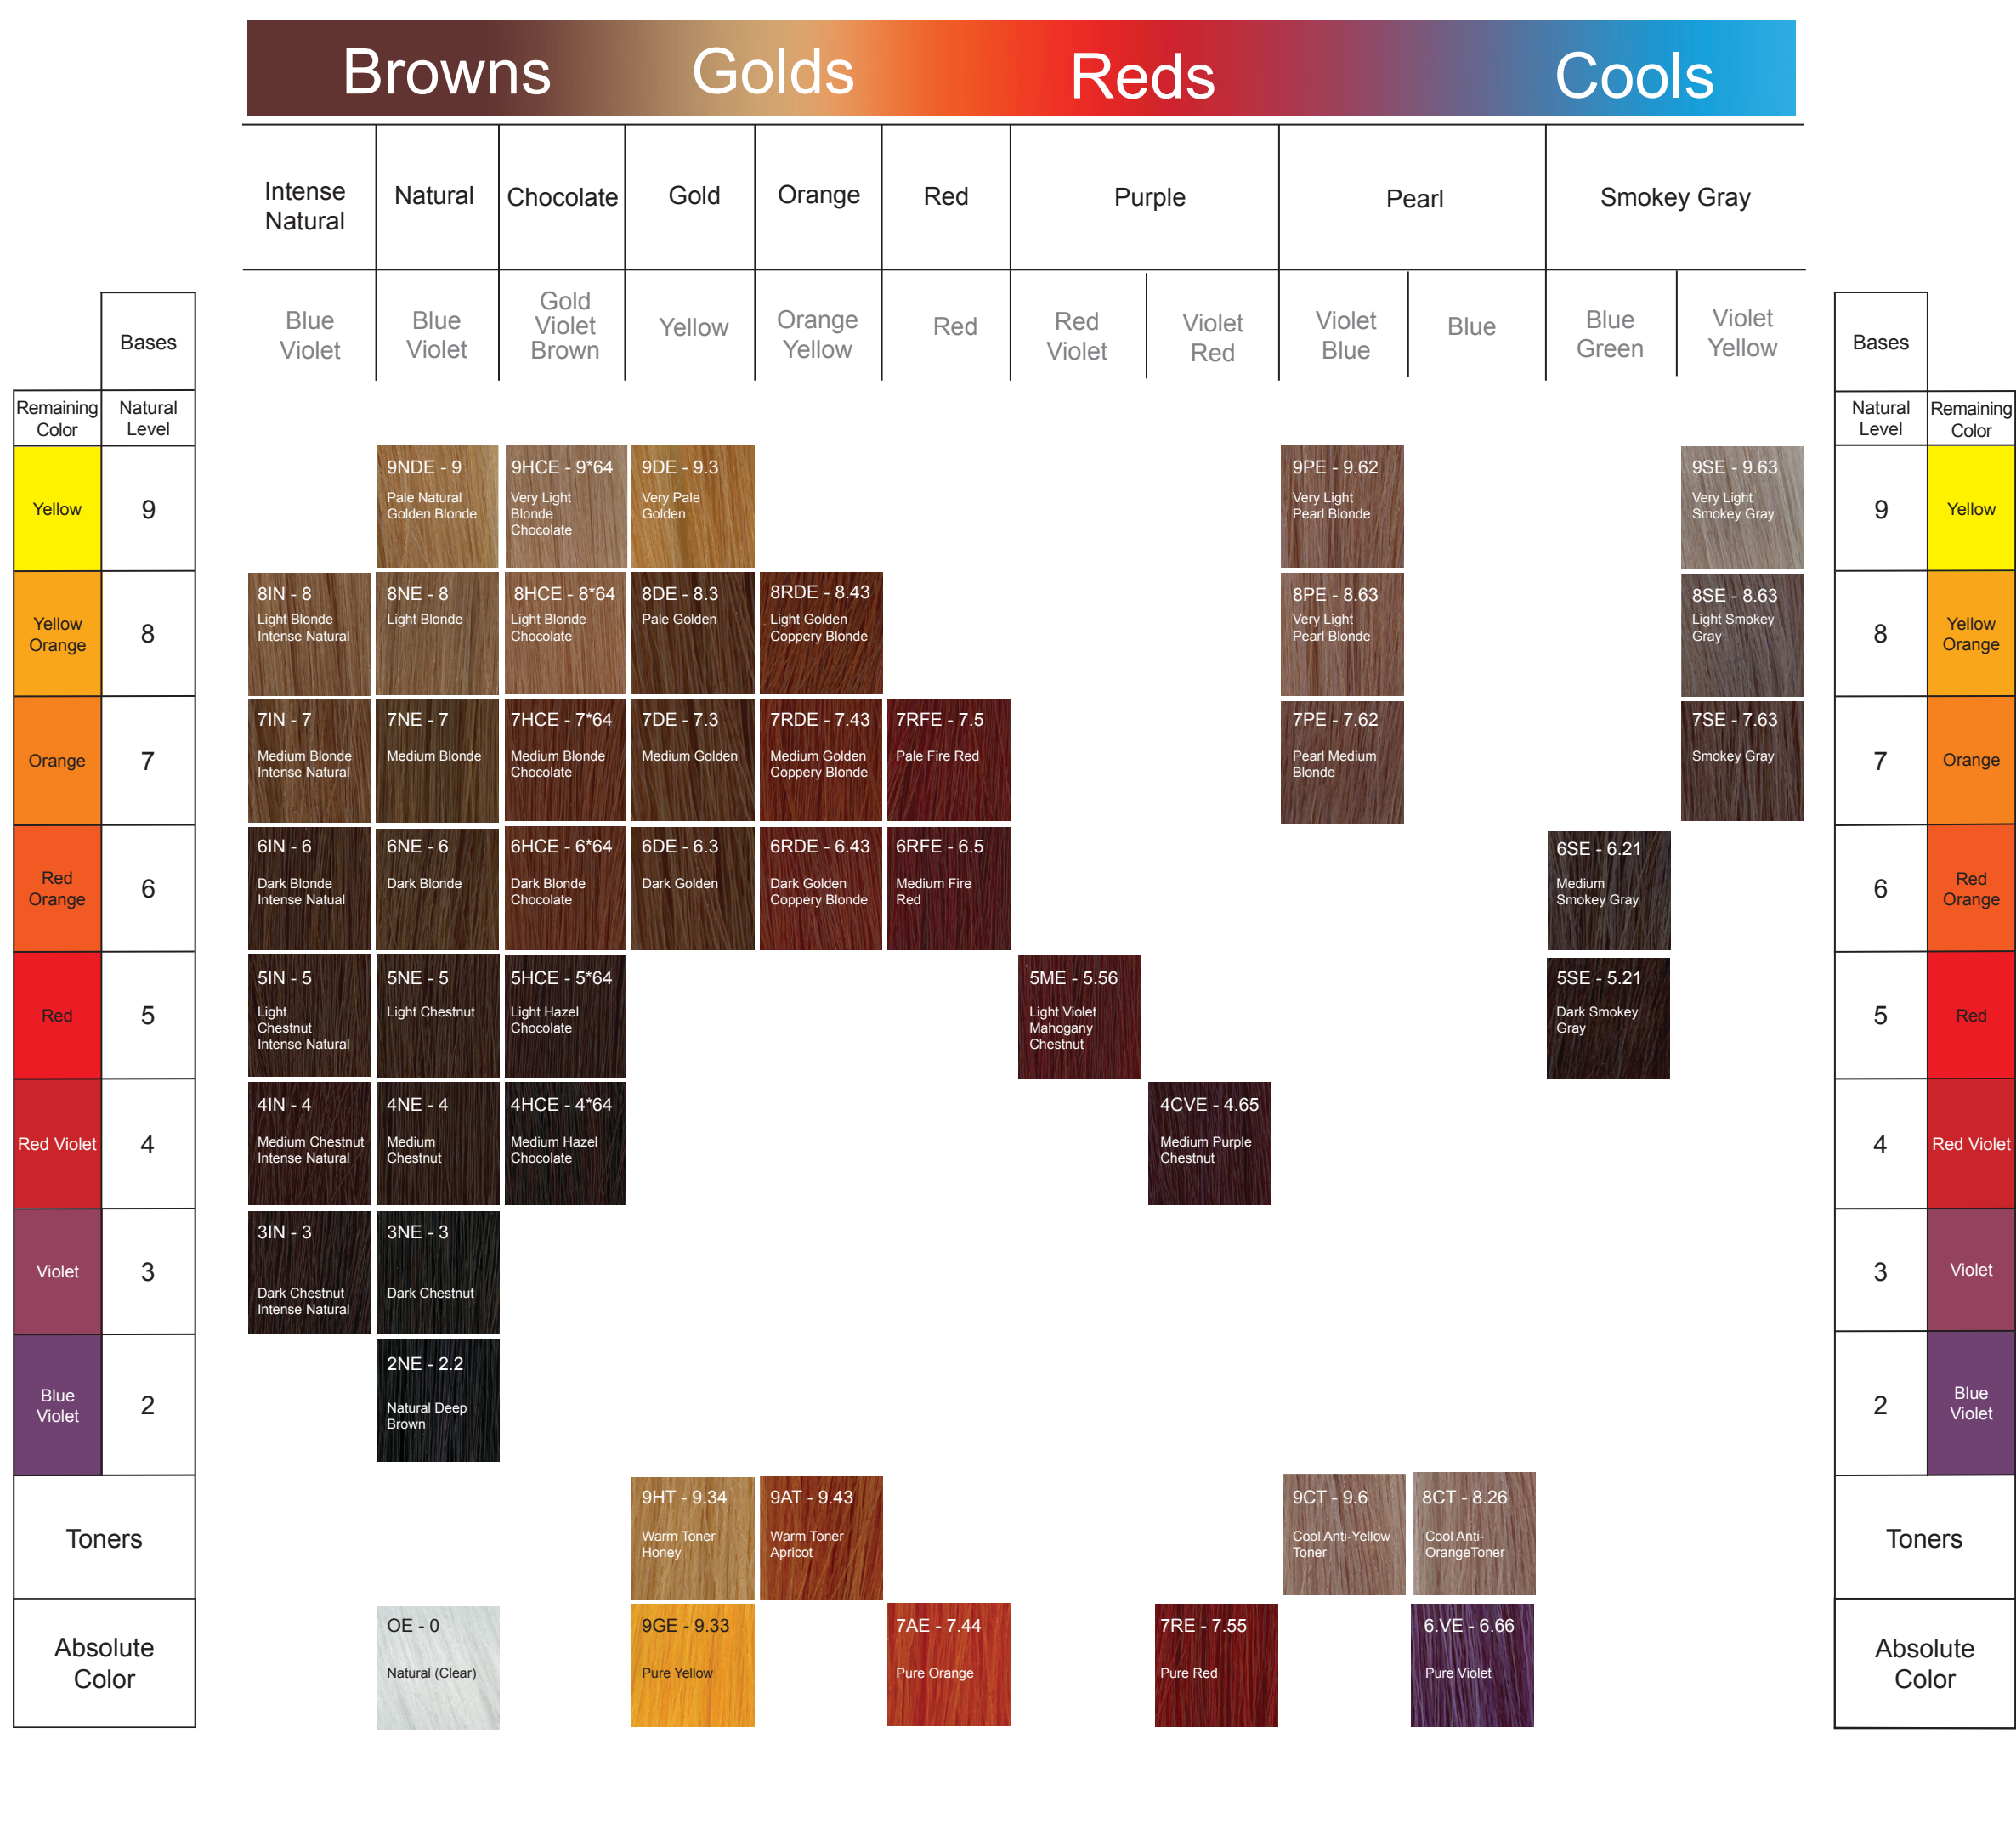 Browns Golds Reds Cools
Intense
Natural
Natural
Chocolate
Gold
Orange
Red
Purple
Pearl
Smokey Gray
Bases
Blue
Violet
Blue
Violet
Gold
Violet
Brown
Yellow
Orange
Yellow
Red
Red
Violet
Violet
Red
Violet
Blue
Blue
Blue
Green
Violet
Yellow
Bases
Remaining
Color
Natural
Level
Natural
Level
Remaining
Color
Yellow
9
9NDE - 9
Pale Natural
Golden Blonde
9HCE - 9*64
Very Light
Blonde
Chocolate
9DE - 9.3
Very Pale
Golden
9PE - 9.62
Very Light
Pearl Blonde
9SE - 9.63
Very Light
Smokey Gray
9
Yellow
Yellow
Orange
8
8IN - 8
Light Blonde
Intense Natural
8NE - 8
Light Blonde
8HCE - 8*64
Light Blonde
Chocolate
8DE - 8.3
Pale Golden
8RDE - 8.43
Light Golden
Coppery Blonde
8PE - 8.63
Very Light
Pearl Blonde
8SE - 8.63
Light Smokey
Gray
8
Yellow
Orange
Orange
7
7IN - 7
Medium Blonde
Intense Natural
7NE - 7
Medium Blonde
7HCE - 7*64
Medium Blonde
Chocolate
7DE - 7.3
Medium Golden
7RDE - 7.43
Medium Golden
Coppery Blonde
7RFE - 7.5
Pale Fire Red
7PE - 7.62
Pearl Medium
Blonde
7SE - 7.63
Smokey Gray
7
Orange
Red
Orange
6
6IN - 6
Dark Blonde
Intense Natual
6NE - 6
Dark Blonde
6HCE - 6*64
Dark Blonde
Chocolate
6DE - 6.3
Dark Golden
6RDE - 6.43
Dark Golden
Coppery Blonde
6RFE - 6.5
Medium Fire
Red
6SE - 6.21
Medium
Smokey Gray
6
Red
Orange
Red
5
5IN - 5
Light
Chestnut
Intense Natural
5NE - 5
Light Chestnut
5HCE - 5*64
Light Hazel
Chocolate
5ME - 5.56
Light Violet
Mahogany
Chestnut
5SE - 5.21
Dark Smokey
Gray
5
Red
Red Violet
4
4IN - 4
Medium Chestnut
Intense Natural
4NE - 4
Medium
Chestnut
4HCE - 4*64
Medium Hazel
Chocolate
4CVE - 4.65
Medium Purple
Chestnut
4
Red Violet
Violet
3
3IN - 3
Dark Chestnut
Intense Natural
3NE - 3
Dark Chestnut
3
Violet
Blue
Violet
2
2NE - 2.2
Natural Deep
Brown
2
Blue
Violet
Toners
9HT - 9.34
Warm Toner
Honey
9AT - 9.43
Warm Toner
Apricot
9CT - 9.6
Cool Anti-Yellow
Toner
8CT - 8.26
Cool Anti-
OrangeToner
Toners
Absolute
Color
OE - 0
Natural (Clear)
9GE - 9.33
Pure Yellow
7AE - 7.44
Pure Orange
7RE - 7.55
Pure Red
6.VE - 6.66
Pure Violet
Absolute
Color